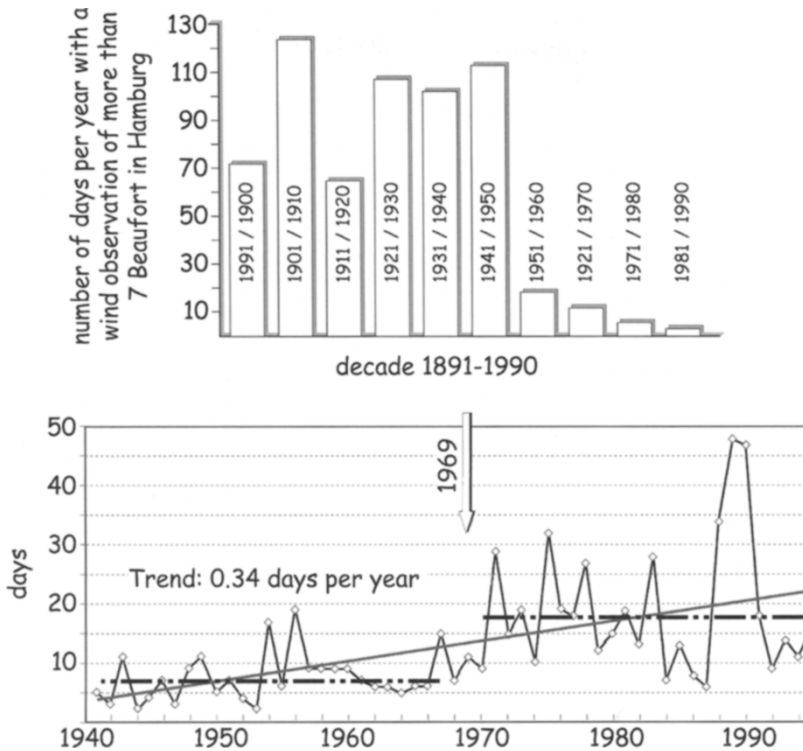 number of days per year with a
wind observation of more than
7 Beaufort in Hamburg
130
110
90
70
50
30
10
1991 / 1900
1901 / 1910
1911 / 1920
1921 / 1930
1931 / 1940
1941 / 1950
1951 / 1960
1921 / 1970
1971 / 1980
1981 / 1990
decade 1891-1990
days
50
40
30
20
10
1969
Trend: 0.34 days per year
1940
1950
1960
1970
1980
1990